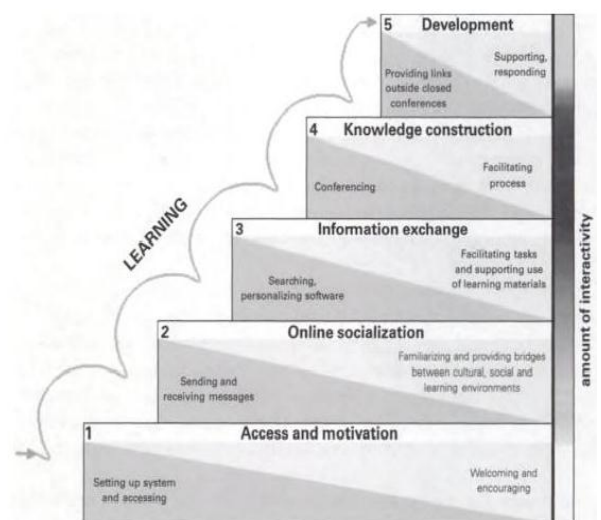 5 Development
Supporting,
responding
Providing links
outside closed
conferences
4 Knowledge construction
Facilitating
process
Conferencing
3 Information exchange
Facilitating tasks
and supporting use
of learning materials
Searching,
personalizing software
2 Online socialization
Familiarizing and providing bridges
between cultural, social and
learning environments
Sending and
receiving messages
1 Access and motivation
Welcoming and
encouraging
Setting up system
and accessing
LEARNING
amount of interactivity